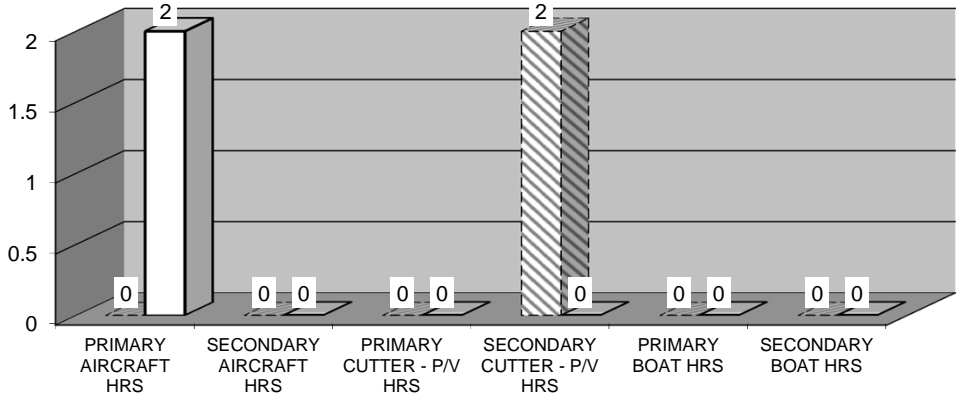 2
1.5
1
0.5
0
0
2
0
0
0
0
2
0
0
0
0
0
PRIMARY
AIRCRAFT
HRS
SECONDARY
AIRCRAFT
HRS
PRIMARY
CUTTER - P/V
HRS
SECONDARY
CUTTER - P/V
HRS
PRIMARY
BOAT HRS
SECONDARY
BOAT HRS